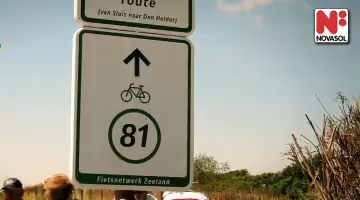 route
(van Sluis naar Den Helder)
81
Fietsnetwerk Zeeland
N:
NOVASOL